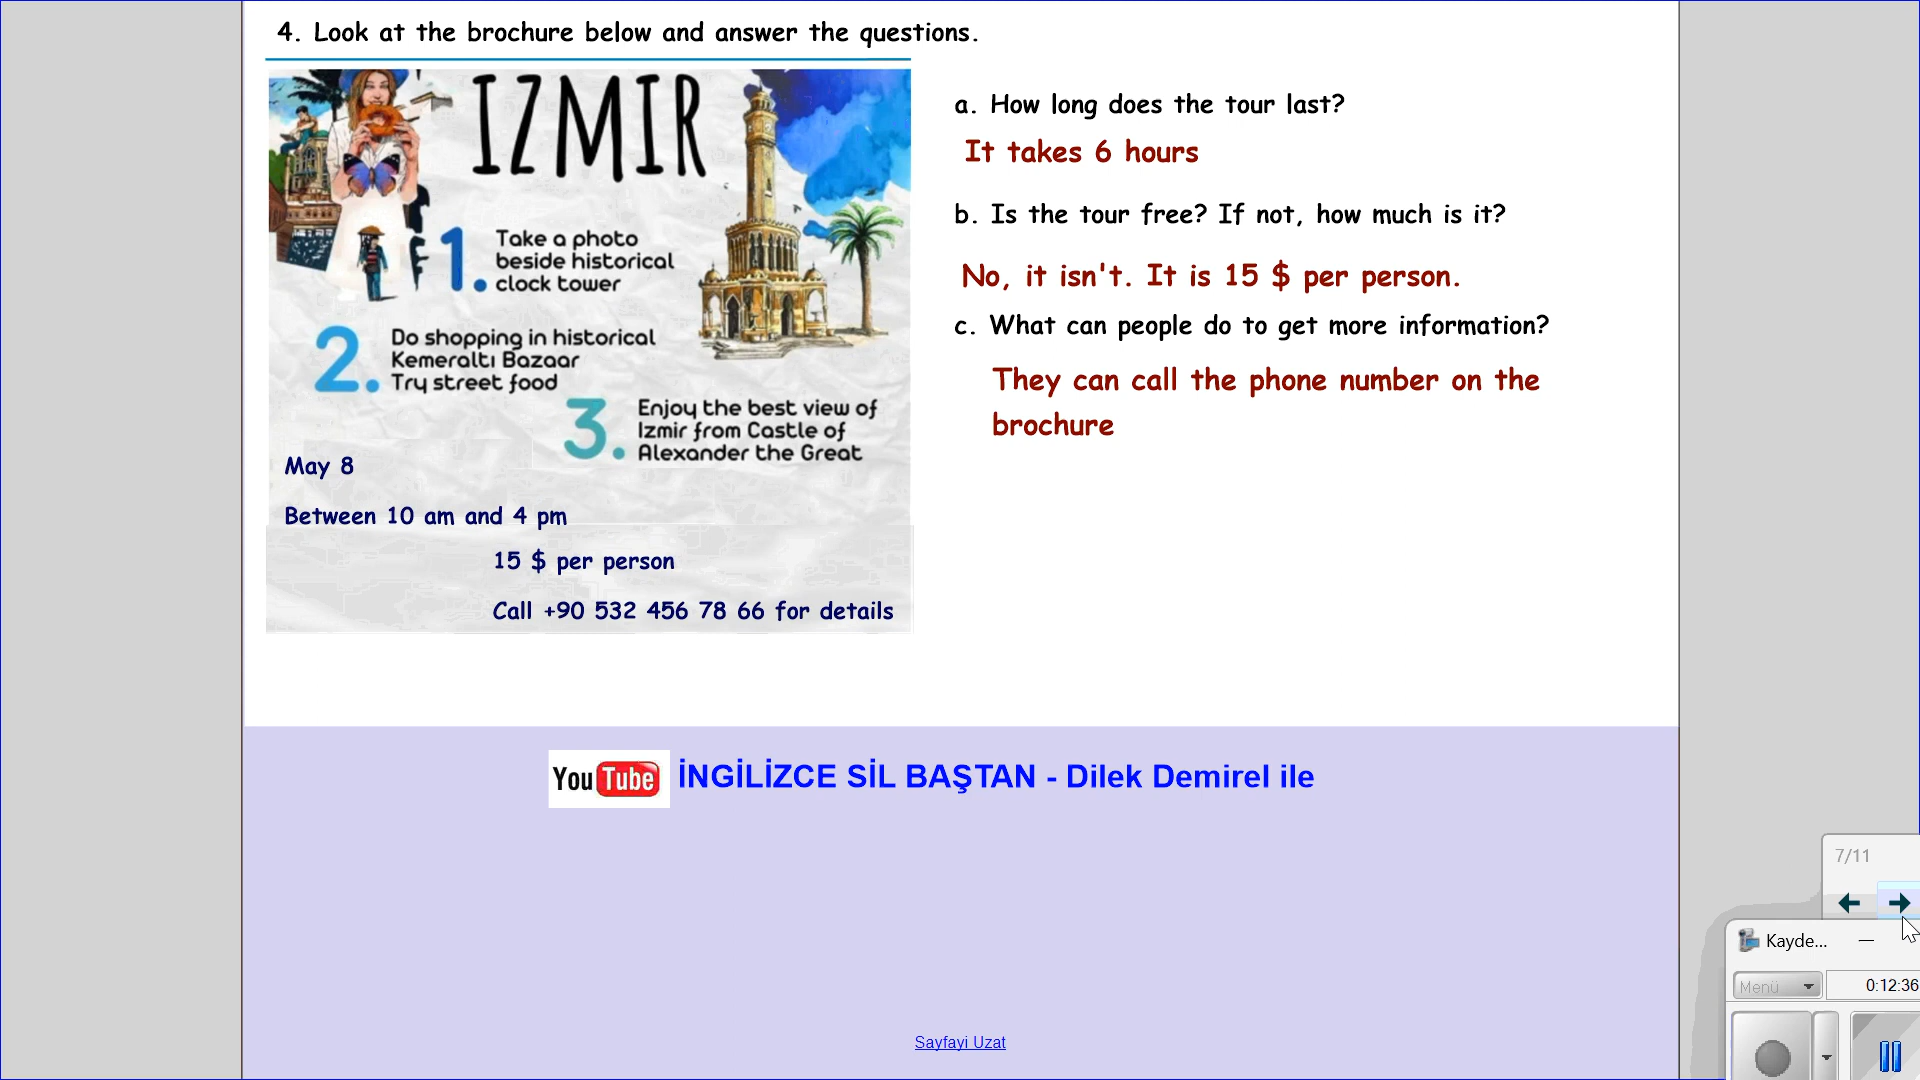 4. Look at the brochure below and answer the questions.
IZMIR
1. Take a photo
beside historical
clock tower
2. Do shopping in historical
Kemeraltı Bazaar
Try street food
3. Enjoy the best view of
Izmir from Castle of
Alexander the Great
May 8
Between 10 am and 4 pm
15 $ per person
Call +90 532 456 78 66 for details
a. How long does the tour last?
It takes 6 hours
b. Is the tour free? If not, how much is it?
No, it isn't. It is 15 $ per person.
c. What can people do to get more information?
They can call the phone number on the
brochure
YouTube İNGİLİZCE SİL BAŞTAN - Dilek Demirel ile
Sayfayi Uzat
7/11
Kayde...
Menü
0:12:36